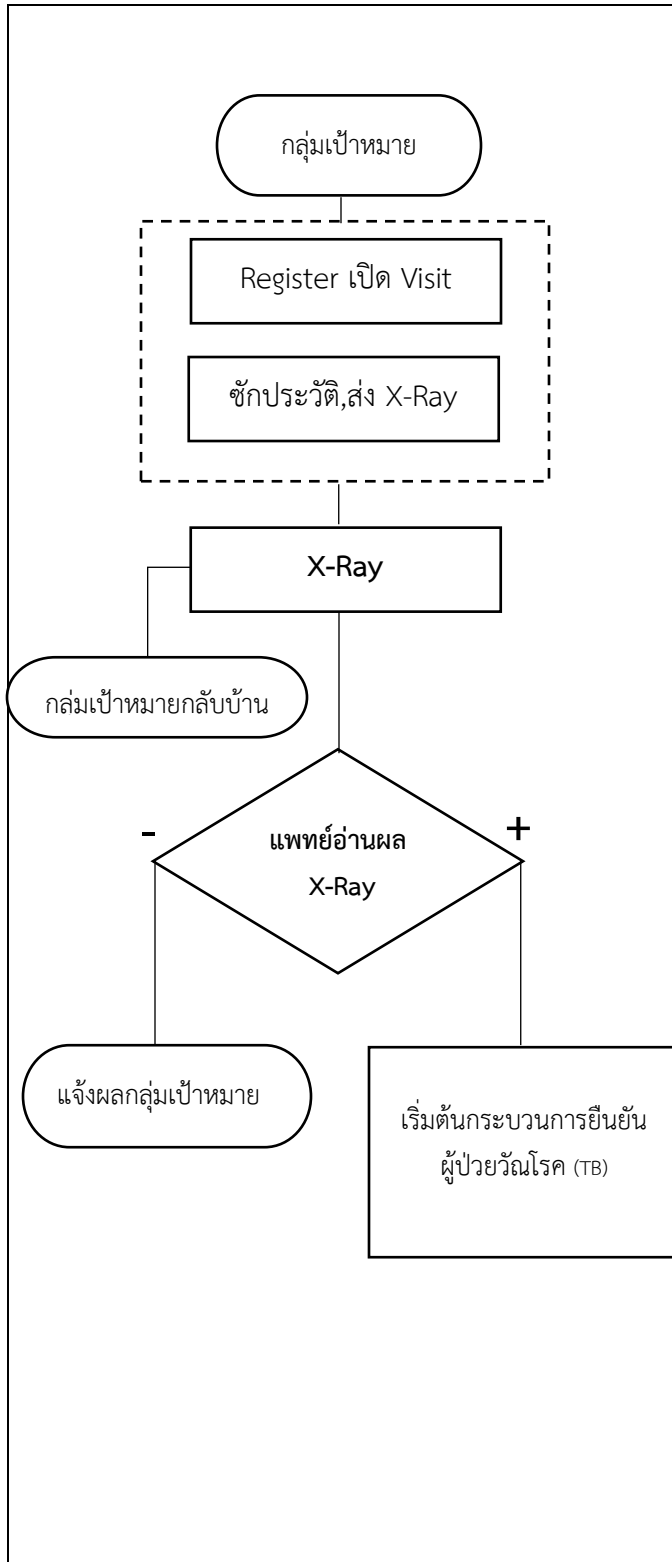 กลุ่มเป้าหมาย
Register เปิด Visit
ซักประวัติ,ส่ง X-Ray
X-Ray
กล่มเป้าหมายกลับบ้าน
- +
แพทย์อ่านผล
X-Ray
แจ้งผลกลุ่มเป้าหมาย
เริ่มต้นกระบวนการยืนยัน
ผู้ป่วยวัณโรค (TB)